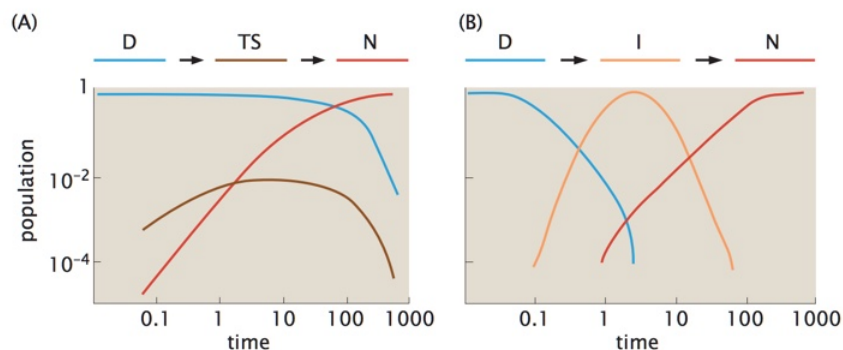 (A)
D → TS → N
1
10⁻²
10⁻⁴
population
0.1 1 10 100 1000
time
(B)
D → I → N
0.1 1 10 100 1000
time